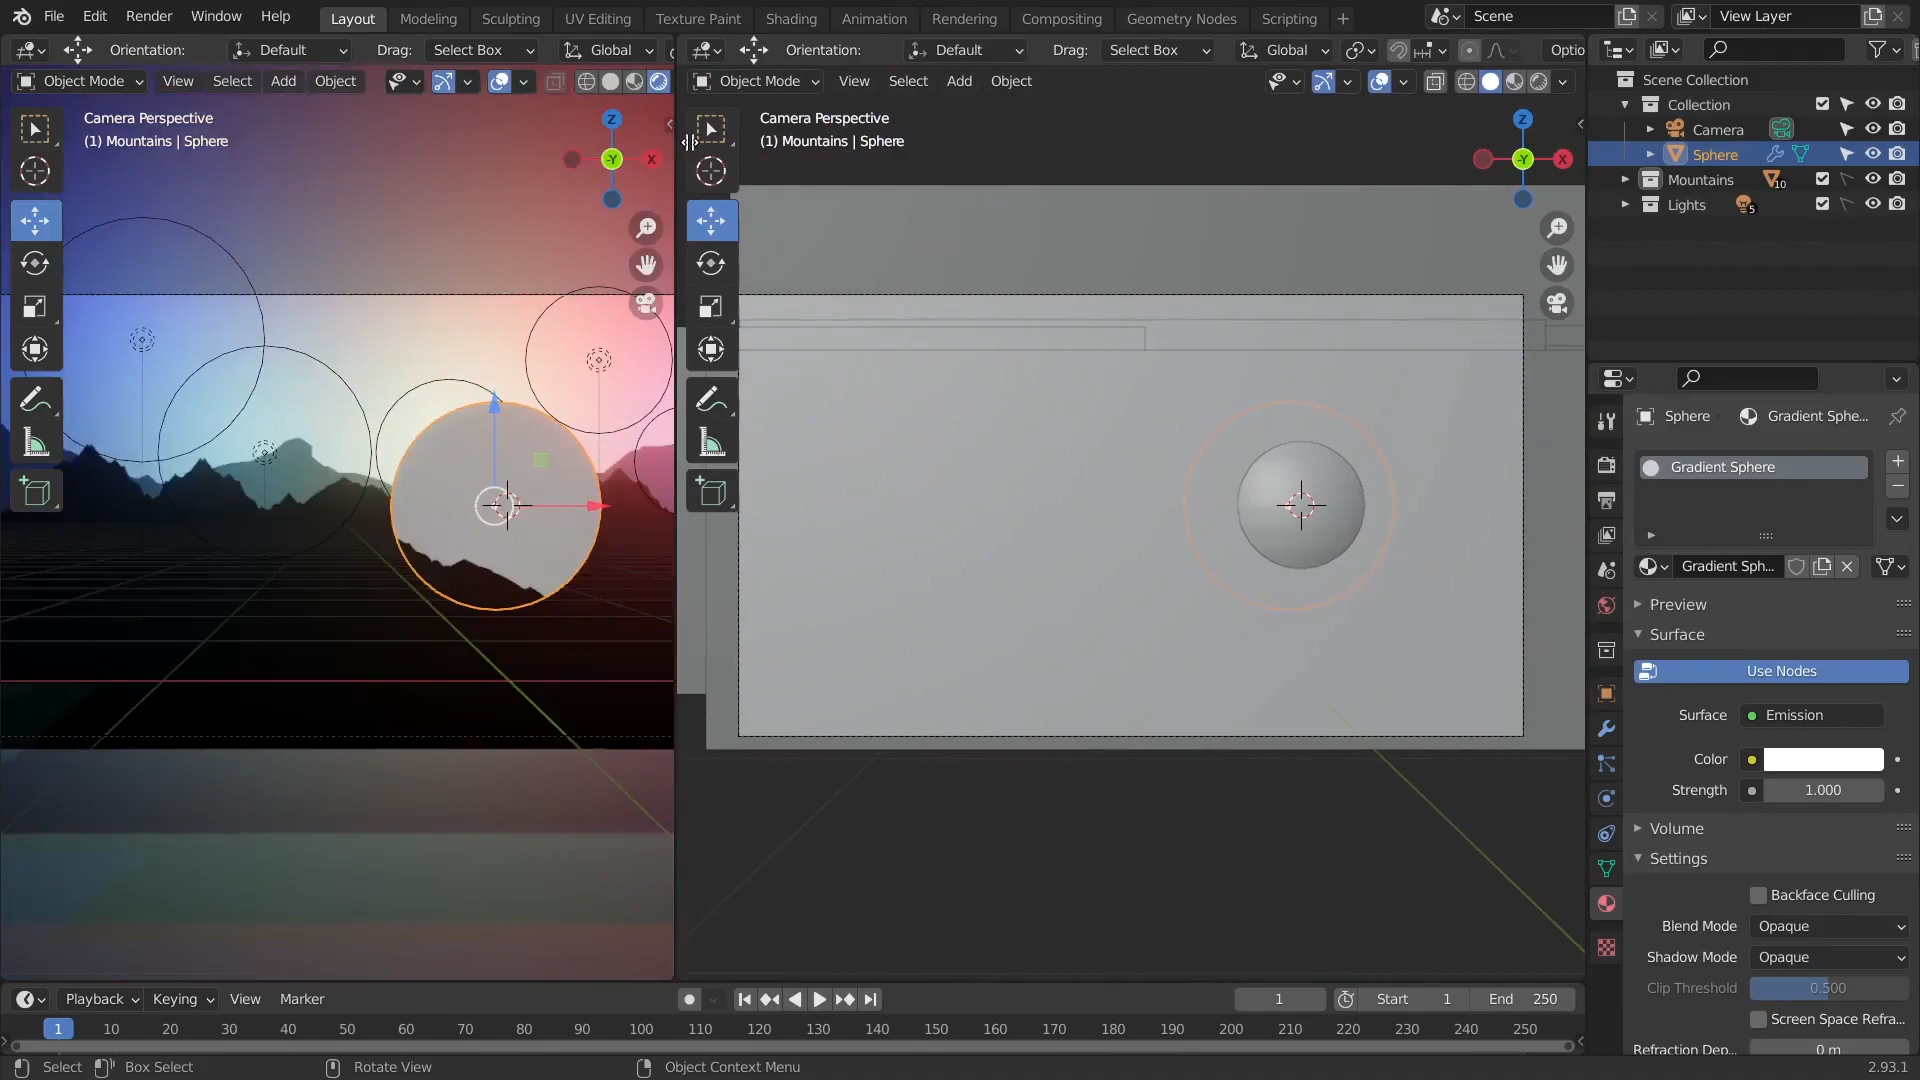 File Edit Render Window Help Layout Modeling Sculpting UV Editing Texture Paint Shading Animation Rendering Compositing Geometry Nodes Scripting + Scene View Layer
Orientation: Default Drag: Select Box Global
Orientation: Default Drag: Select Box Global Optio
Object Mode View Select Add Object
Object Mode View Select Add Object
Camera Perspective
(1) Mountains | Sphere
Z
-Y
X
Camera Perspective
(1) Mountains | Sphere
Z
-Y
X
Scene Collection
Collection
Camera
Sphere
Mountains 10
Lights 5
Sphere Gradient Sphe...
Gradient Sphere
Gradient Sph...
Preview
Surface
Use Nodes
Surface Emission
Color
Strength 1.000
Volume
Settings
Backface Culling
Blend Mode Opaque
Shadow Mode Opaque
Clip Threshold 0.500
Screen Space Refra...
Refraction Dep... 0 m
Playback Keying View Marker 1 Start 1 End 250
1 10 20 30 40 50 60 70 80 90 100 110 120 130 140 150 160 170 180 190 200 210 220 230 240 250
Select Box Select Rotate View Object Context Menu 2.93.1